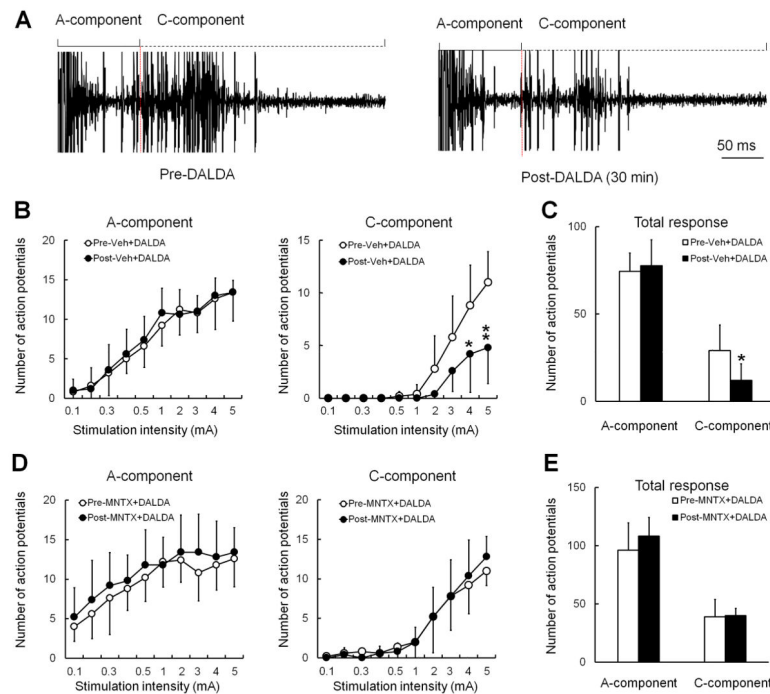 A
A-component C-component
A-component C-component
Pre-DALDA
Post-DALDA (30 min)
50 ms
B
A-component
Number of action potentials
20
15
10
5
0
Pre-Veh+DALDA
Post-Veh+DALDA
0.1 0.3 0.5 1 2 3 4 5
Stimulation intensity (mA)
C-component
Number of action potentials
15
10
5
0
Pre-Veh+DALDA
Post-Veh+DALDA
*
**
0.1 0.3 0.5 1 2 3 4 5
Stimulation intensity (mA)
C
Total response
Number of action potentials
100
50
0
Pre-Veh+DALDA
Post-Veh+DALDA
*
A-component C-component
D
A-component
Number of action potentials
20
15
10
5
0
Pre-MNTX+DALDA
Post-MNTX+DALDA
0.1 0.3 0.5 1 2 3 4 5
Stimulation intensity (mA)
C-component
Number of action potentials
20
15
10
5
0
Pre-MNTX+DALDA
Post-MNTX+DALDA
0.1 0.3 0.5 1 2 3 4 5
Stimulation intensity (mA)
E
Total response
Number of action potentials
150
100
50
0
Pre-MNTX+DALDA
Post-MNTX+DALDA
A-component C-component